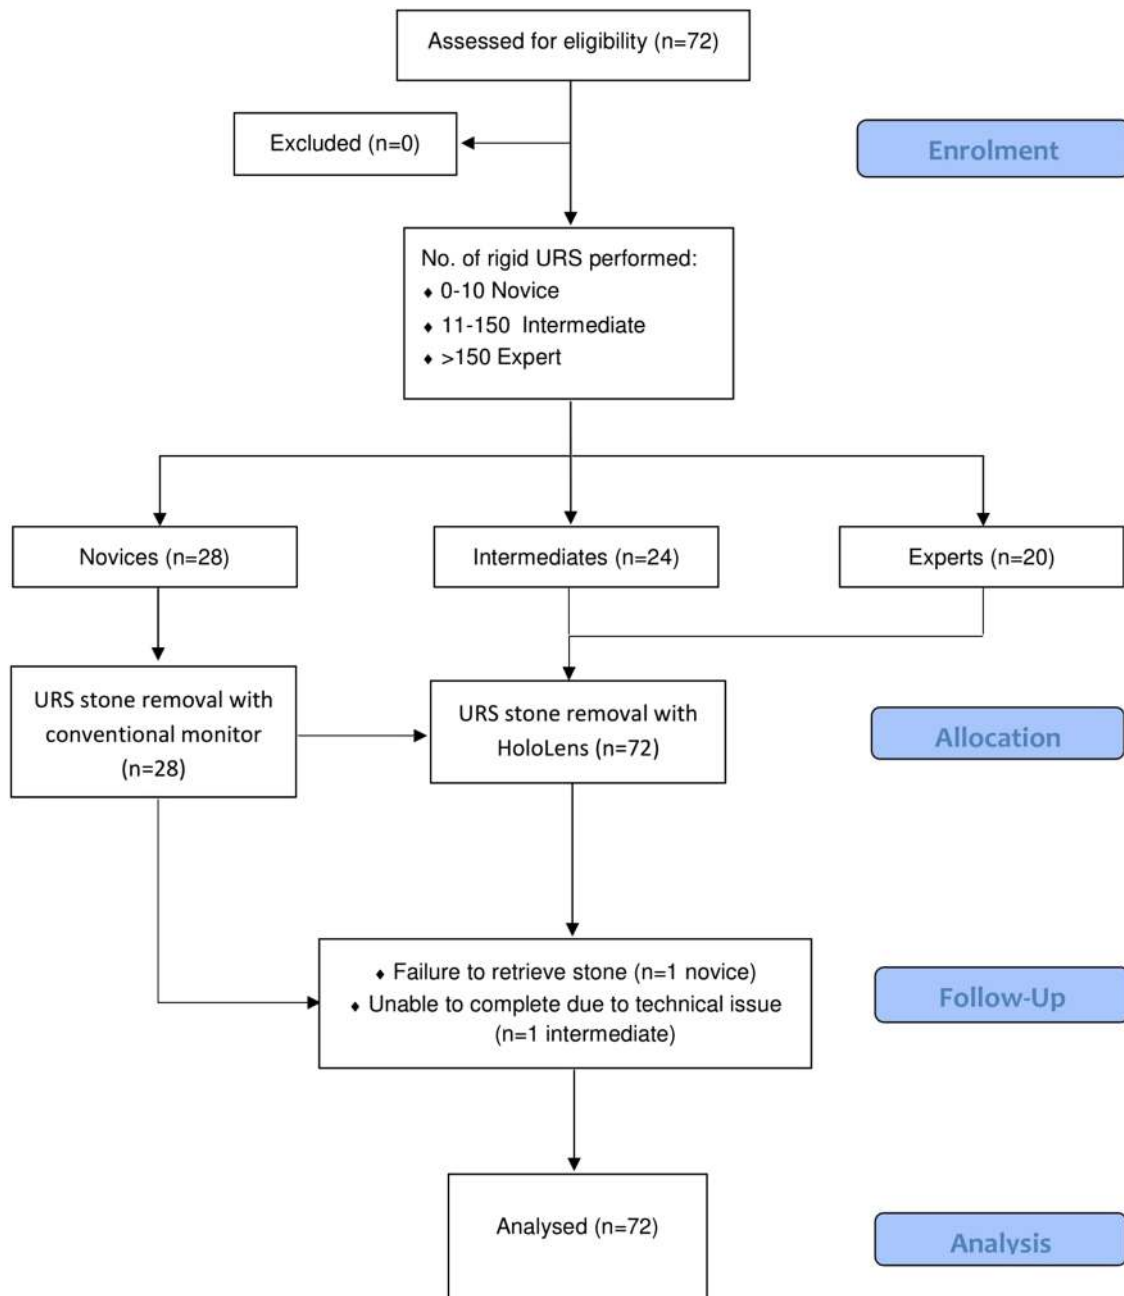 Assessed for eligibility (n=72)
Excluded (n=0)
Enrolment
No. of rigid URS performed:
♦ 0-10 Novice
♦ 11-150 Intermediate
♦ >150 Expert
Novices (n=28)
Intermediates (n=24)
Experts (n=20)
URS stone removal with
conventional monitor
(n=28)
URS stone removal with
HoloLens (n=72)
Allocation
♦ Failure to retrieve stone (n=1 novice)
♦ Unable to complete due to technical issue
(n=1 intermediate)
Follow-Up
Analysed (n=72)
Analysis